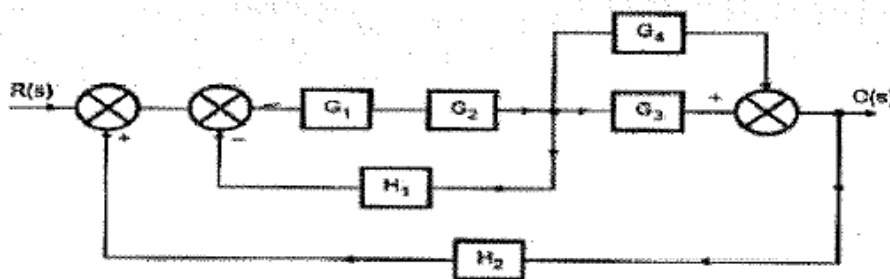 G₄
R(s) G₁ G₂ G₃ + C(s)
+ −
H₁
H₂